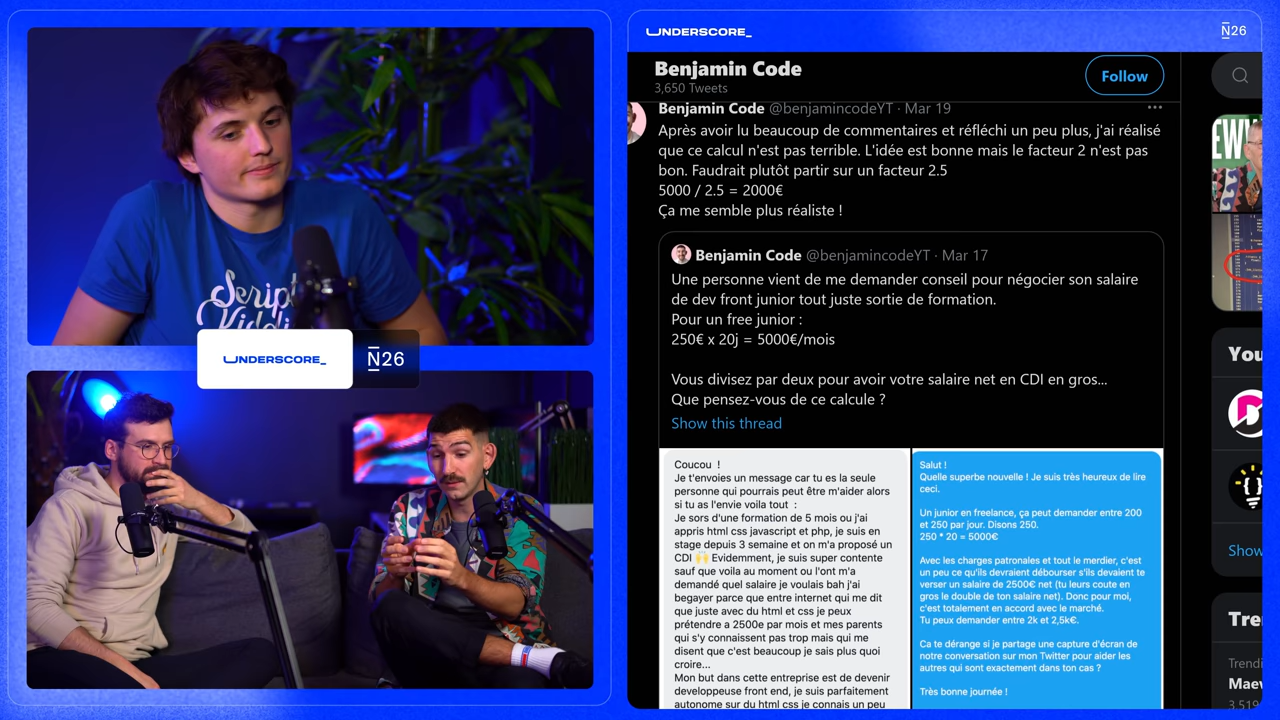 Script
UNDERSCORE_
N26
UNDERSCORE_
N26
Benjamin Code
3,650 Tweets
Follow
Benjamin Code @benjamincodeYT · Mar 19
Après avoir lu beaucoup de commentaires et réfléchi un peu plus, j'ai réalisé
que ce calcul n'est pas terrible. L'idée est bonne mais le facteur 2 n'est pas
bon. Faudrait plutôt partir sur un facteur 2.5
5000 / 2.5 = 2000€
Ça me semble plus réaliste !
Benjamin Code @benjamincodeYT · Mar 17
Une personne vient de me demander conseil pour négocier son salaire
de dev front junior tout juste sortie de formation.
Pour un free junior :
250€ x 20j = 5000€/mois
Vous divisez par deux pour avoir votre salaire net en CDI en gros...
Que pensez-vous de ce calcule ?
Show this thread
Coucou !
Je t'envoies un message car tu es la seule
personne qui pourrais peut être m'aider alors
si tu as l'envie voila tout :
Je sors d'une formation de 5 mois ou j'ai
appris html css javascript et php, je suis en
stage depuis 3 semaine et on m'a proposé un
CDI 🙌 Evidemment, je suis super contente
sauf que voila au moment ou l'ont m'a
demandé quel salaire je voulais bah j'ai
begayer parce que entre internet qui me dit
que juste avec du html et css je peux
prétendre a 2500e par mois et mes parents
qui s'y connaissent pas trop mais qui me
disent que c'est beaucoup je sais plus quoi
croire...
Mon but dans cette entreprise est de devenir
developpeuse front end, je suis parfaitement
autonome sur du html css je connais un peu
Salut !
Quelle superbe nouvelle ! Je suis très heureux de lire
ceci.
Un junior en freelance, ça peut demander entre 200
et 250 par jour. Disons 250.
250 * 20 = 5000€
Avec les charges patronales et tout le merdier, c'est
un peu ce qu'ils devraient débourser s'ils devaient te
verser un salaire de 2500€ net (tu leurs coute en
gros le double de ton salaire net). Donc pour moi,
c'est totalement en accord avec le marché.
Tu peux demander entre 2k et 2,5k€.
Ca te dérange si je partage une capture d'écran de
notre conversation sur mon Twitter pour aider les
autres qui sont exactement dans ton cas ?
Très bonne journée !
You
Show
Tre
Trendi
Maev
3,519